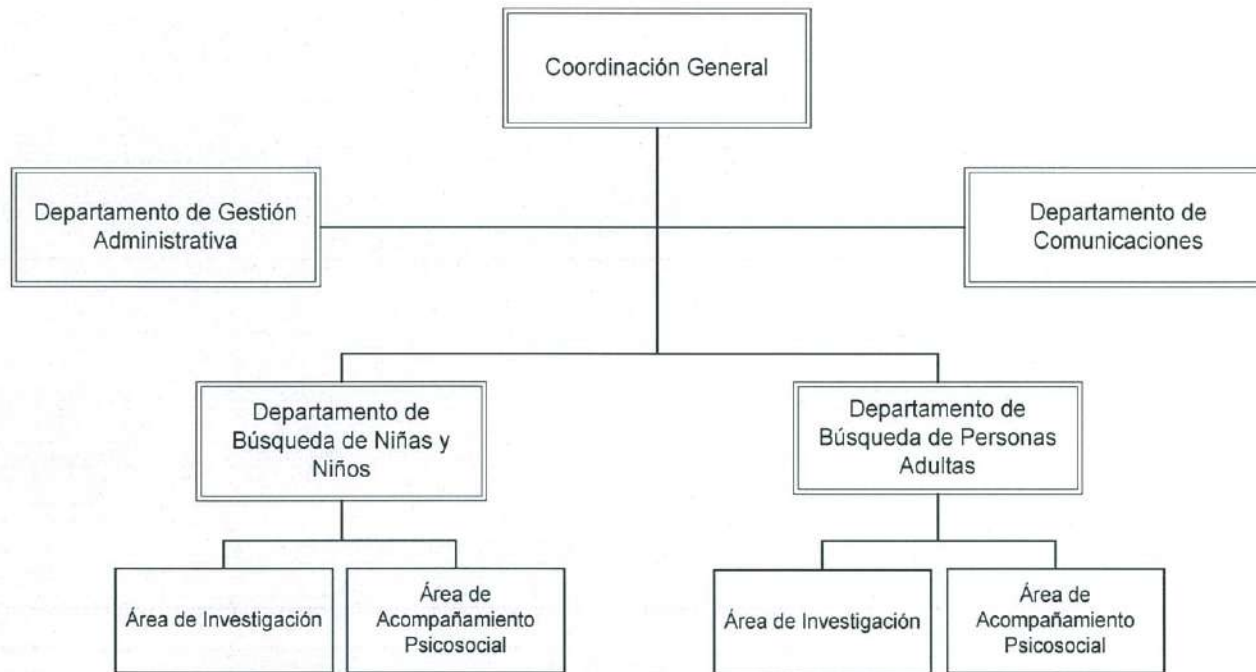 Coordinación General
Departamento de Gestión
Administrativa
Departamento de
Comunicaciones
Departamento de
Búsqueda de Niñas y
Niños
Departamento de
Búsqueda de Personas
Adultas
Área de Investigación
Área de
Acompañamiento
Psicosocial
Área de Investigación
Área de
Acompañamiento
Psicosocial